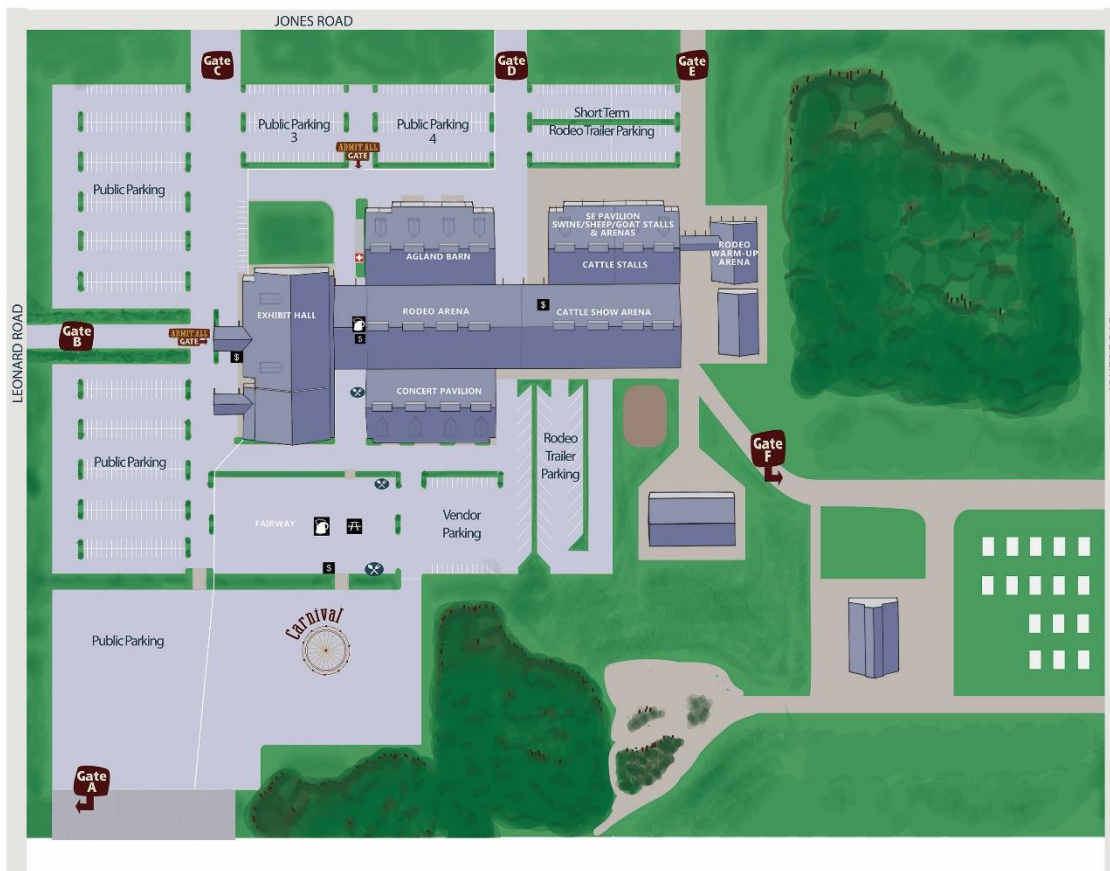 JONES ROAD
Gate
C
Gate
D
Gate
E
Public Parking
3
Public Parking
4
Short Term
Rodeo Trailer Parking
ADMIT ALL
GATE
Public Parking
SE PAVILION
SWINE/SHEEP/GOAT STALLS
& ARENAS
CATTLE STALLS
AGLAND BARN
RODEO
WARM-UP
ARENA
LEONARD ROAD
Gate
B
ADMIT ALL
GATE
EXHIBIT HALL
RODEO ARENA
CATTLE SHOW ARENA
$
$
$
CONCERT PAVILION
Public Parking
Rodeo
Trailer
Parking
Gate
F
FAIRWAY
Vendor
Parking
$
Public Parking
Carnival
Gate
A